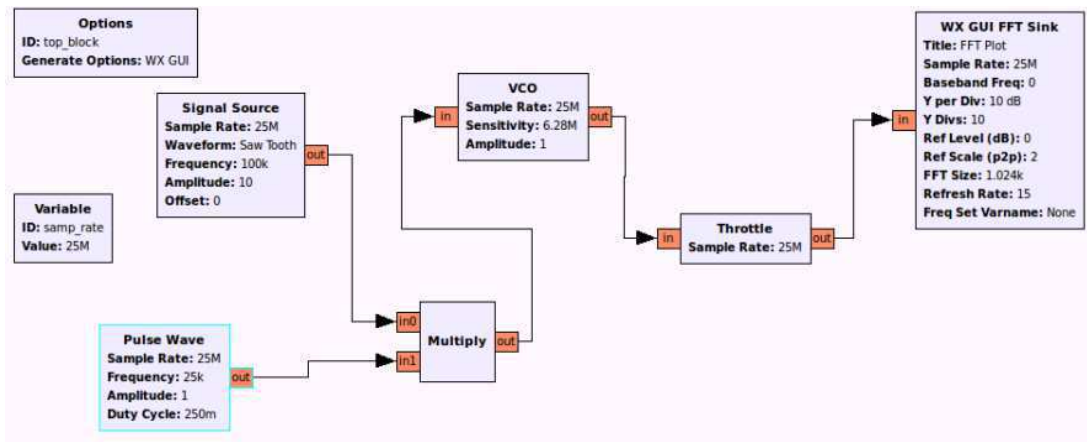 Options
ID: top_block
Generate Options: WX GUI
Signal Source
Sample Rate: 25M
Waveform: Saw Tooth
Frequency: 100k
Amplitude: 10
Offset: 0
out
Variable
ID: samp_rate
Value: 25M
Pulse Wave
Sample Rate: 25M
Frequency: 25k
Amplitude: 1
Duty Cycle: 250m
out
in0
in1
Multiply
out
VCO
in
Sample Rate: 25M
Sensitivity: 6.28M
Amplitude: 1
out
Throttle
in
Sample Rate: 25M
out
WX GUI FFT Sink
Title: FFT Plot
Sample Rate: 25M
Baseband Freq: 0
Y per Div: 10 dB
in
Y Divs: 10
Ref Level (dB): 0
Ref Scale (p2p): 2
FFT Size: 1.024k
Refresh Rate: 15
Freq Set Varname: None